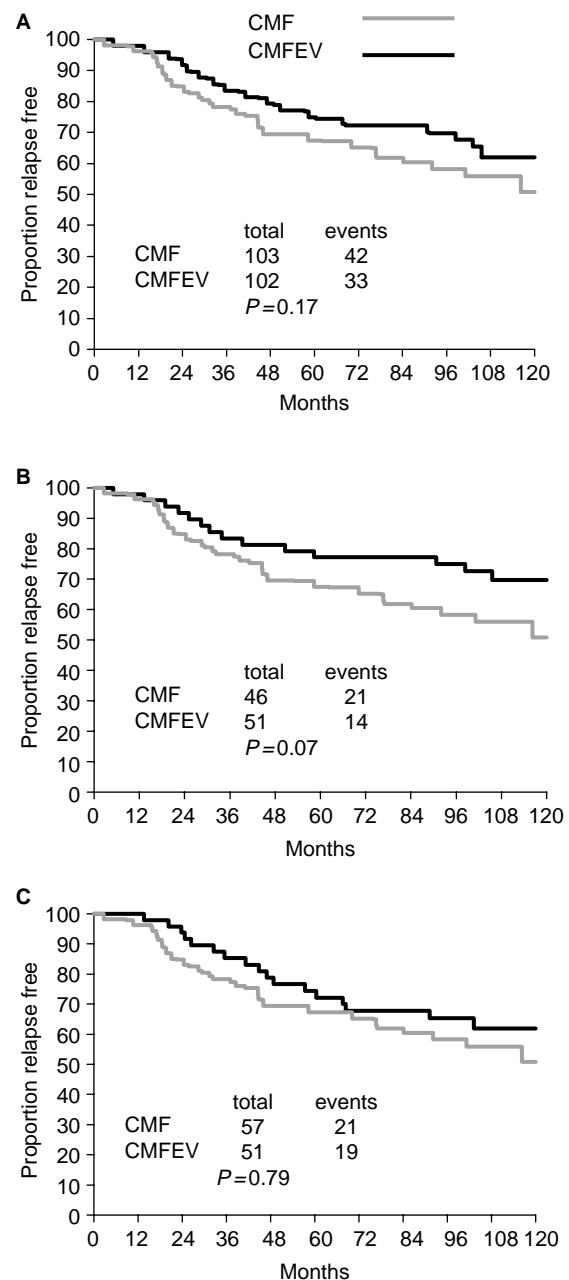 A
CMF
CMFEV
Proportion relapse free
100
90
80
70
60
50
40
30
20
10
0
total events
CMF 103 42
CMFEV 102 33
P=0.17
0 12 24 36 48 60 72 84 96 108 120
Months
B
Proportion relapse free
100
90
80
70
60
50
40
30
20
10
0
total events
CMF 46 21
CMFEV 51 14
P=0.07
0 12 24 36 48 60 72 84 96 108 120
Months
C
Proportion relapse free
100
90
80
70
60
50
40
30
20
10
0
total events
CMF 57 21
CMFEV 51 19
P=0.79
0 12 24 36 48 60 72 84 96 108 120
Months